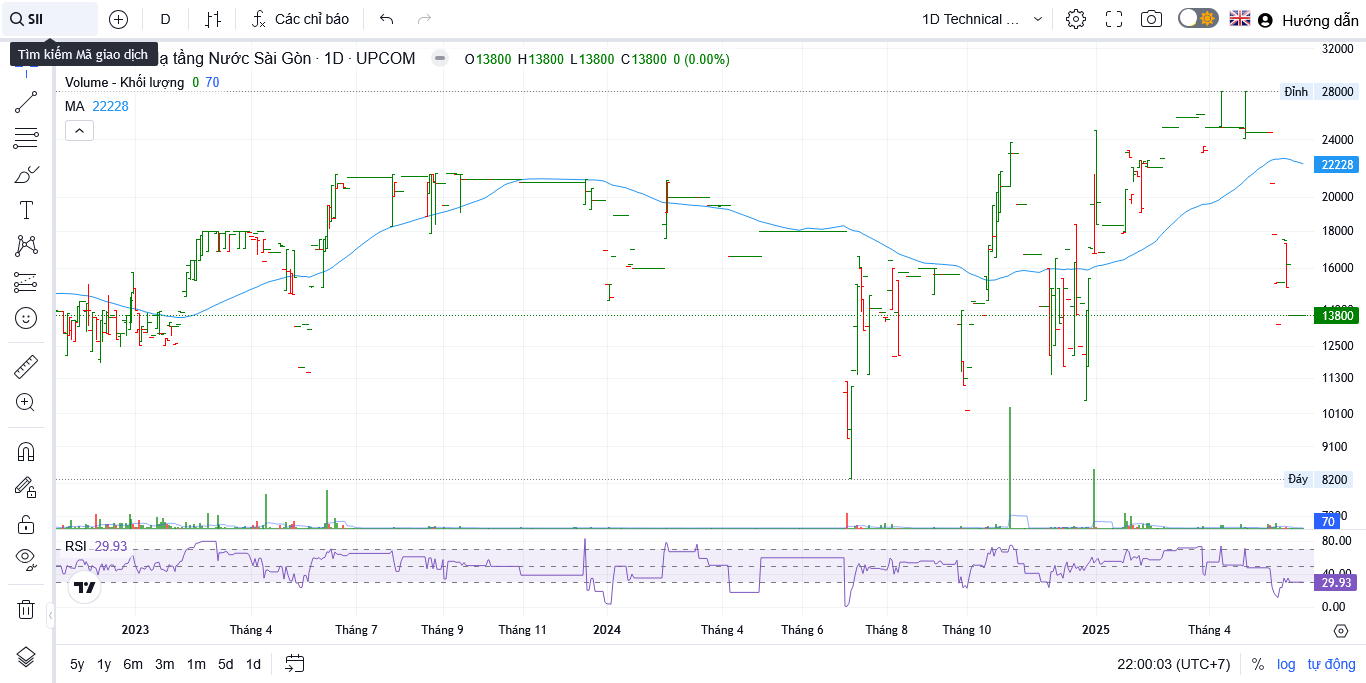 SII
D
Các chỉ báo
1D Technical ...
Hướng dẫn
Tìm kiếm Mã giao dịch
ạ tầng Nước Sài Gòn · 1D · UPCOM
O13800 H13800 L13800 C13800 0 (0.00%)
Volume - Khối lượng 0 70
MA 22228
32000
Đỉnh 28000
24000
22228
20000
18000
16000
13800
12500
11300
10100
9100
Đáy 8200
70
RSI 29.93
80.00
40.00
29.93
0.00
2023
Tháng 4
Tháng 7
Tháng 9
Tháng 11
2024
Tháng 4
Tháng 6
Tháng 8
Tháng 10
2025
Tháng 4
5y 1y 6m 3m 1m 5d 1d
22:00:03 (UTC+7)
% log tự động